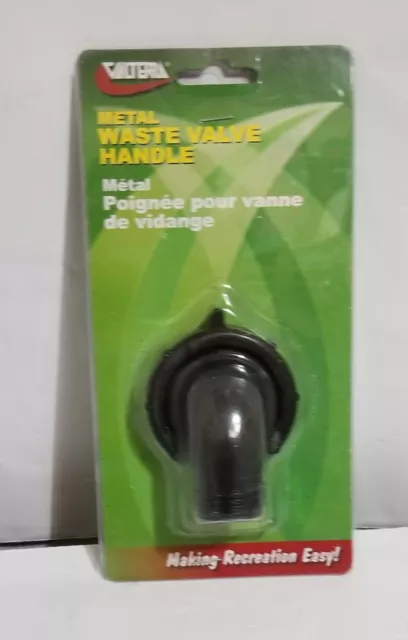 VALTERRA
METAL
WASTE VALVE
HANDLE
Métal
Poignée pour vanne
de vidange
Making Recreation Easy!